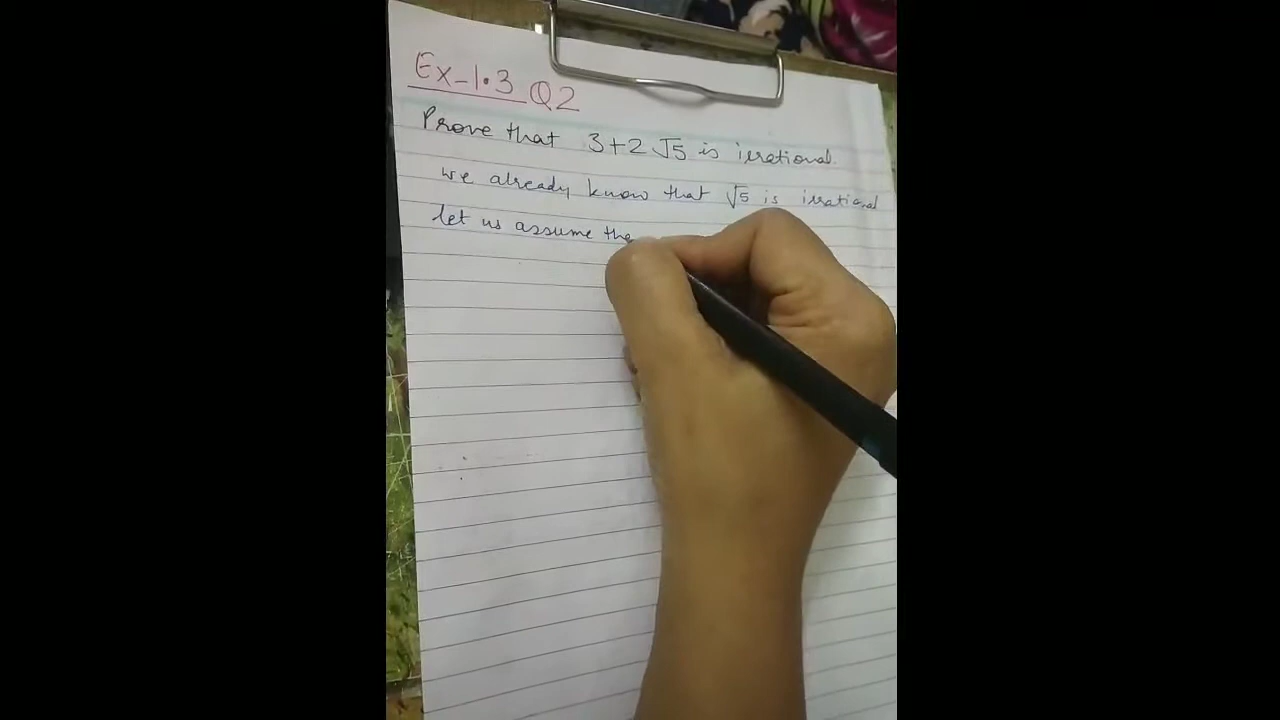 Ex-1.3 Q2
Prove that 3+2√5 is irrational.
we already know that √5 is irrational
let us assume the